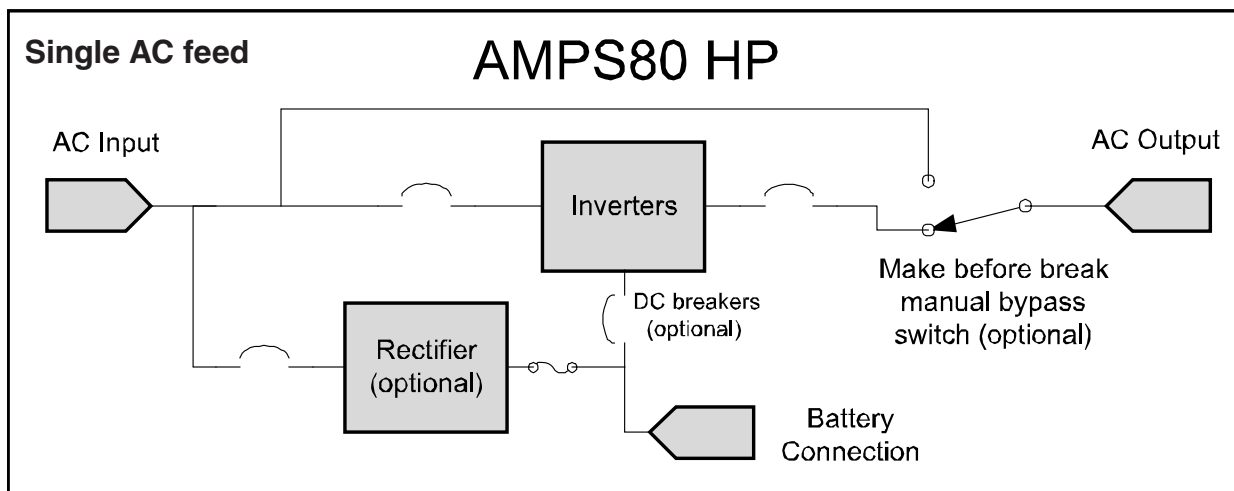 Single AC feed
AMPS80 HP
AC Input
AC Output
Inverters
Make before break
manual bypass
switch (optional)
DC breakers
(optional)
Rectifier
(optional)
Battery
Connection